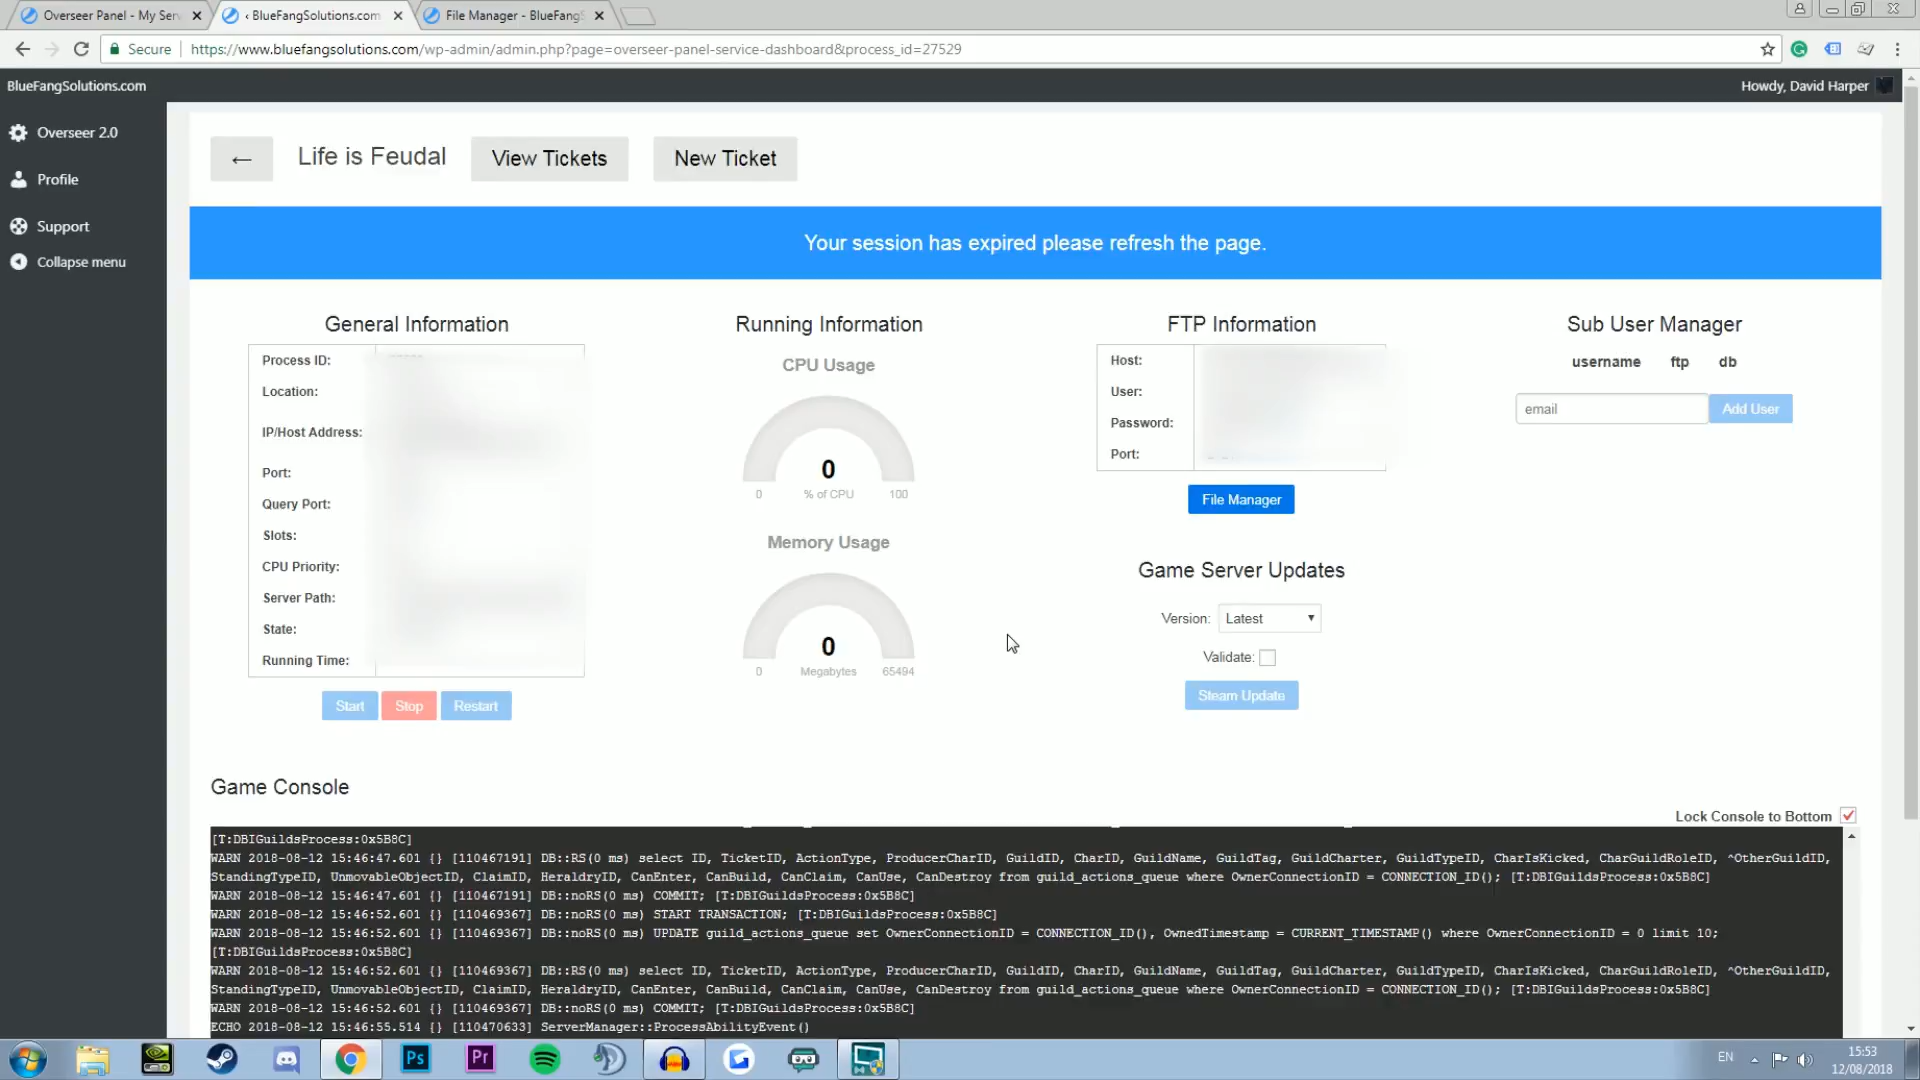 Overseer Panel - My Serv
‹ BlueFangSolutions.com
File Manager - BlueFangS
Secure
https://www.bluefangsolutions.com/wp-admin/admin.php?page=overseer-panel-service-dashboard&process_id=27529
BlueFangSolutions.com
Howdy, David Harper
Overseer 2.0
Profile
Support
Collapse menu
←
Life is Feudal
View Tickets
New Ticket
Your session has expired please refresh the page.
General Information
Process ID:
Location:
IP/Host Address:
Port:
Query Port:
Slots:
CPU Priority:
Server Path:
State:
Running Time:
Start
Stop
Restart
Running Information
CPU Usage
0
0
% of CPU
100
Memory Usage
0
0
Megabytes
65494
FTP Information
Host:
User:
Password:
Port:
File Manager
Game Server Updates
Version: Latest
Validate:
Steam Update
Sub User Manager
username ftp db
email
Add User
Game Console
Lock Console to Bottom
[T:DBIGuildsProcess:0x5B8C]
WARN 2018-08-12 15:46:47.601 {} [110467191] DB::RS(0 ms) select ID, TicketID, ActionType, ProducerCharID, GuildID, CharID, GuildName, GuildTag, GuildCharter, GuildTypeID, CharIsKicked, CharGuildRoleID, ^OtherGuildID,
StandingTypeID, UnmovableObjectID, ClaimID, HeraldryID, CanEnter, CanBuild, CanClaim, CanUse, CanDestroy from guild_actions_queue where OwnerConnectionID = CONNECTION_ID(); [T:DBIGuildsProcess:0x5B8C]
WARN 2018-08-12 15:46:47.601 {} [110467191] DB::noRS(0 ms) COMMIT; [T:DBIGuildsProcess:0x5B8C]
WARN 2018-08-12 15:46:52.601 {} [110469367] DB::noRS(0 ms) START TRANSACTION; [T:DBIGuildsProcess:0x5B8C]
WARN 2018-08-12 15:46:52.601 {} [110469367] DB::noRS(0 ms) UPDATE guild_actions_queue set OwnerConnectionID = CONNECTION_ID(), OwnedTimestamp = CURRENT_TIMESTAMP() where OwnerConnectionID = 0 limit 10;
[T:DBIGuildsProcess:0x5B8C]
WARN 2018-08-12 15:46:52.601 {} [110469367] DB::RS(0 ms) select ID, TicketID, ActionType, ProducerCharID, GuildID, CharID, GuildName, GuildTag, GuildCharter, GuildTypeID, CharIsKicked, CharGuildRoleID, ^OtherGuildID,
StandingTypeID, UnmovableObjectID, ClaimID, HeraldryID, CanEnter, CanBuild, CanClaim, CanUse, CanDestroy from guild_actions_queue where OwnerConnectionID = CONNECTION_ID(); [T:DBIGuildsProcess:0x5B8C]
WARN 2018-08-12 15:46:52.601 {} [110469367] DB::noRS(0 ms) COMMIT; [T:DBIGuildsProcess:0x5B8C]
ECHO 2018-08-12 15:46:55.514 {} [110470633] ServerManager::ProcessAbilityEvent()
Ps
Pr
EN
15:53
12/08/2018